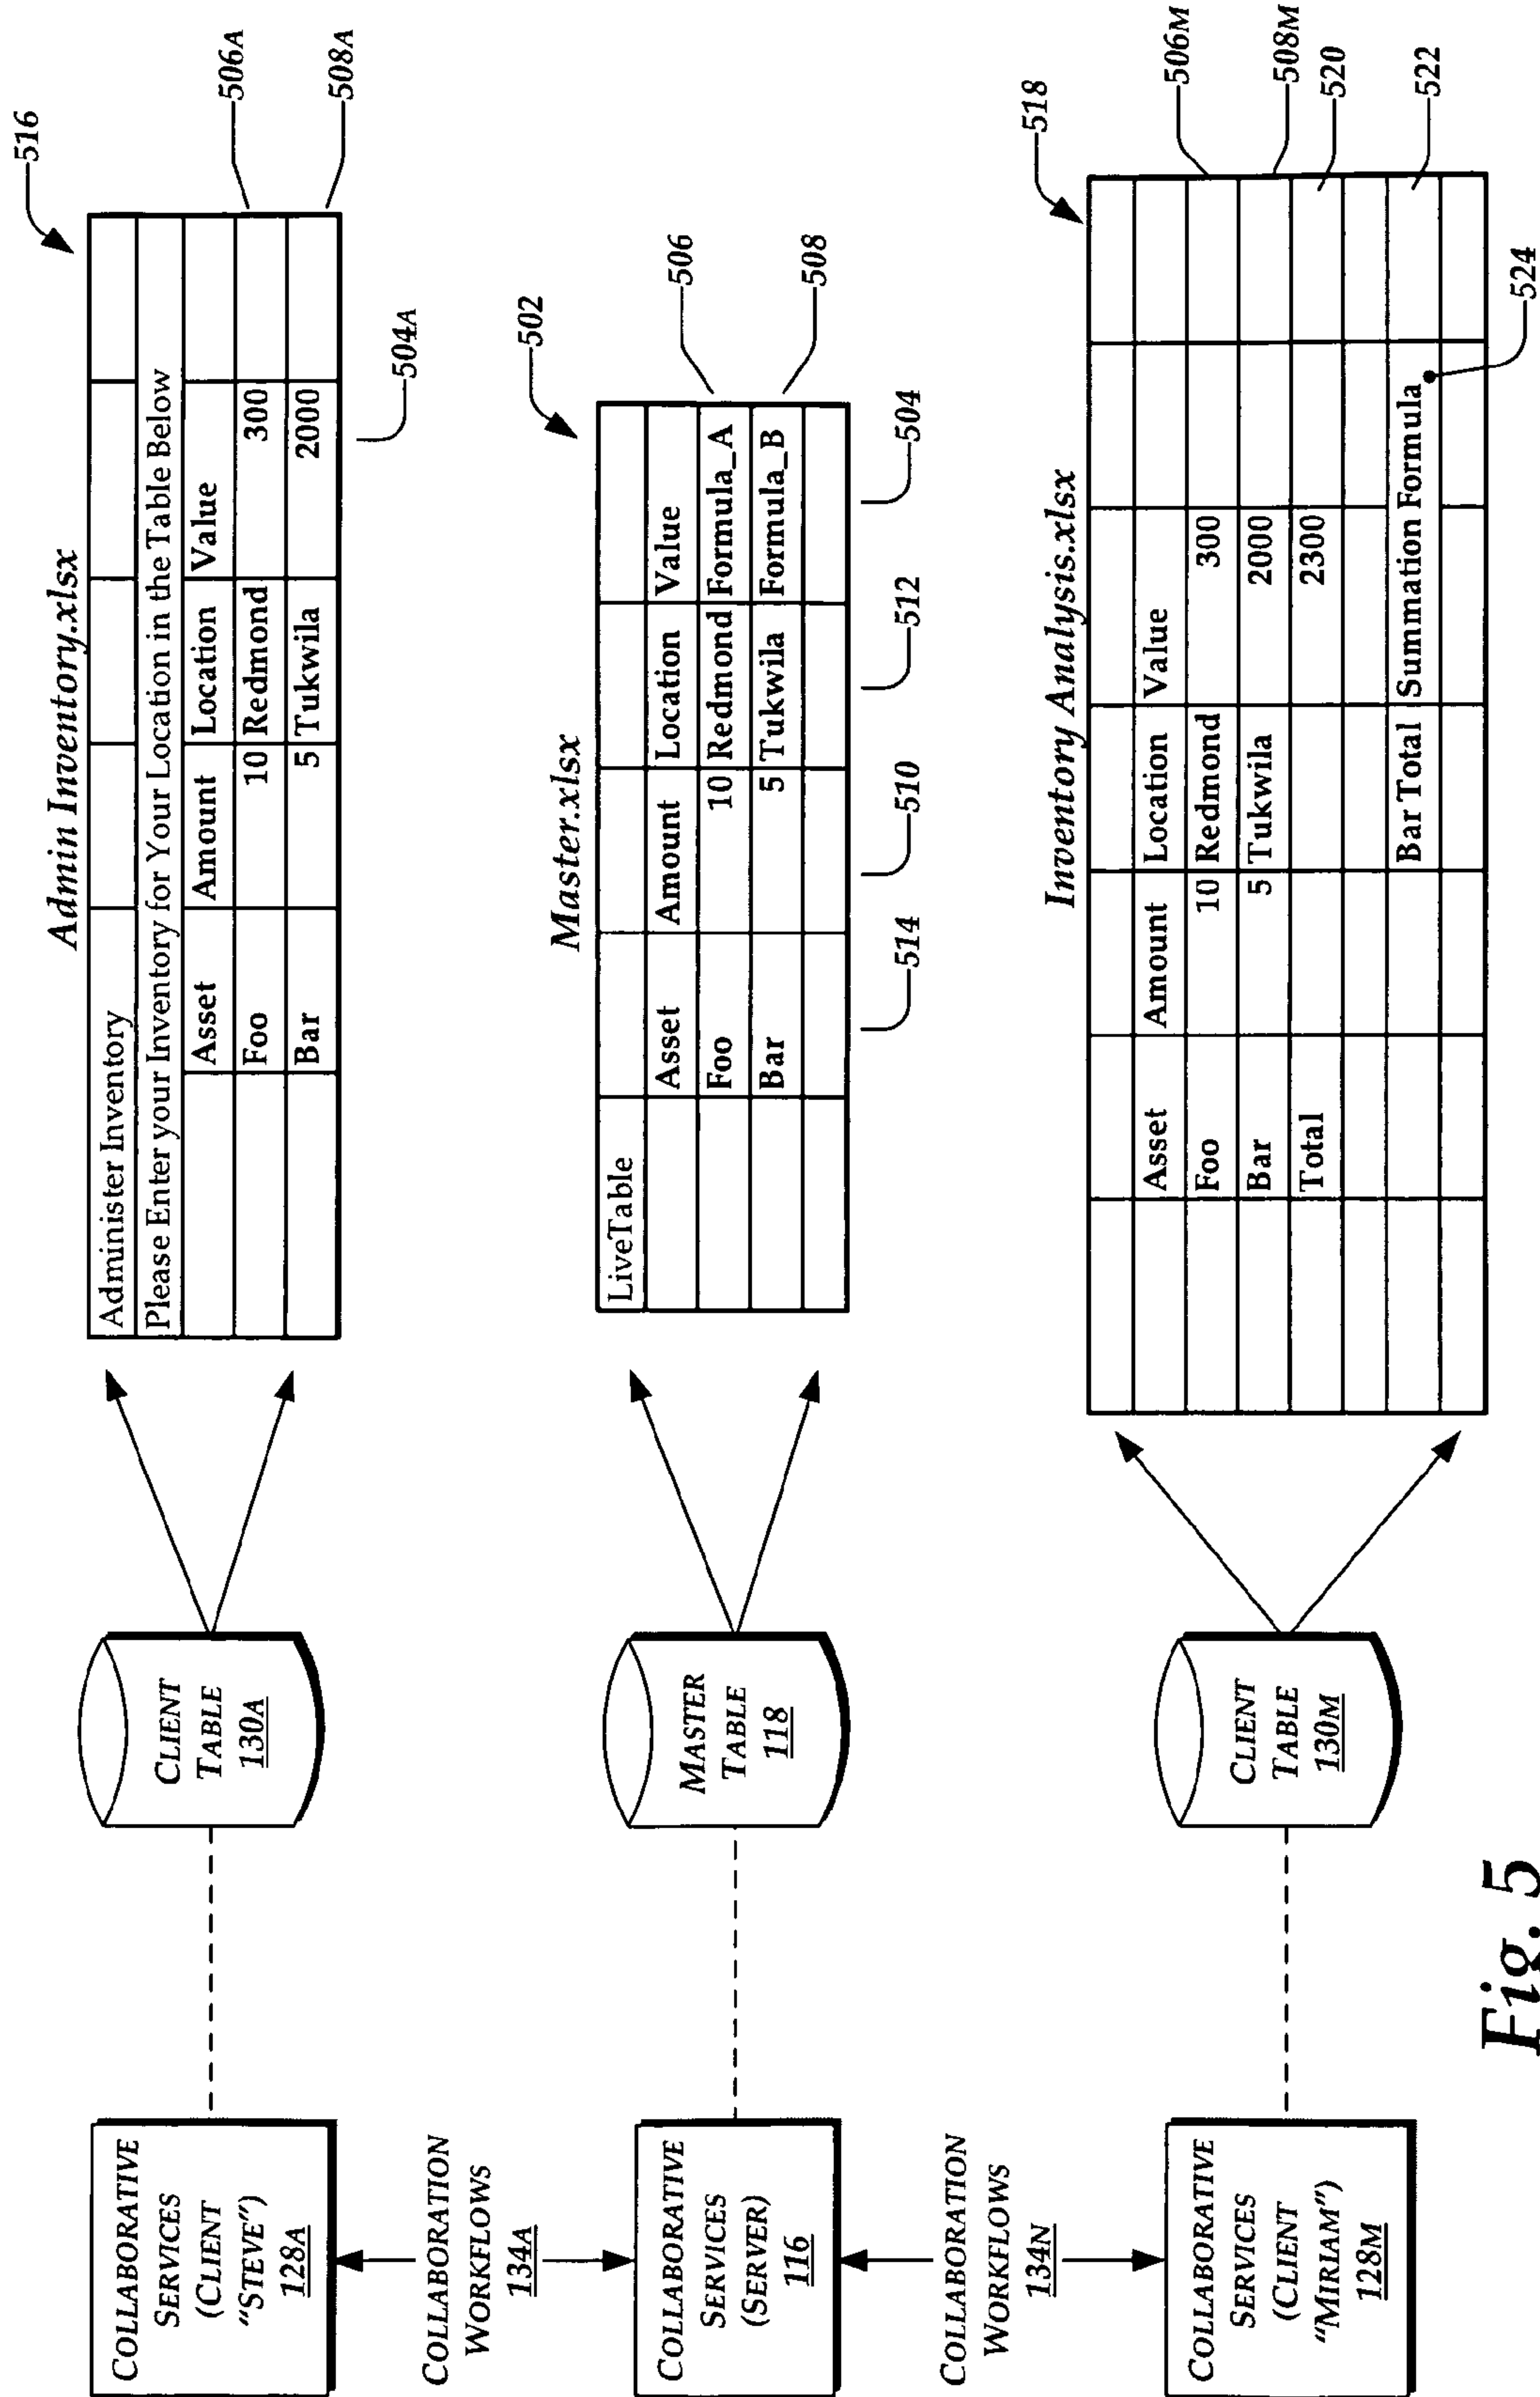 Admin Inventory.xlsx
516
Administer Inventory
Please Enter your Inventory for Your Location in the Table Below
Asset Amount Location Value
Foo 10 Redmond 300
Bar 5 Tukwila 2000
506A
508A
504A
COLLABORATIVE
SERVICES
(CLIENT
"STEVE")
128A
CLIENT
TABLE
130A
COLLABORATION
WORKFLOWS
134A
Master.xlsx
502
LiveTable
Asset Amount Location Value
Foo 10 Redmond Formula_A
Bar 5 Tukwila Formula_B
506
508
514
510
512
504
COLLABORATIVE
SERVICES
(SERVER)
116
MASTER
TABLE
118
COLLABORATION
WORKFLOWS
134N
Inventory Analysis.xlsx
518
Asset Amount Location Value
Foo 10 Redmond 300
Bar 5 Tukwila 2000
Total 2300
Bar Total Summation Formula
506M
508M
520
522
524
COLLABORATIVE
SERVICES
(CLIENT
"MIRIAM")
128M
CLIENT
TABLE
130M
Fig. 5